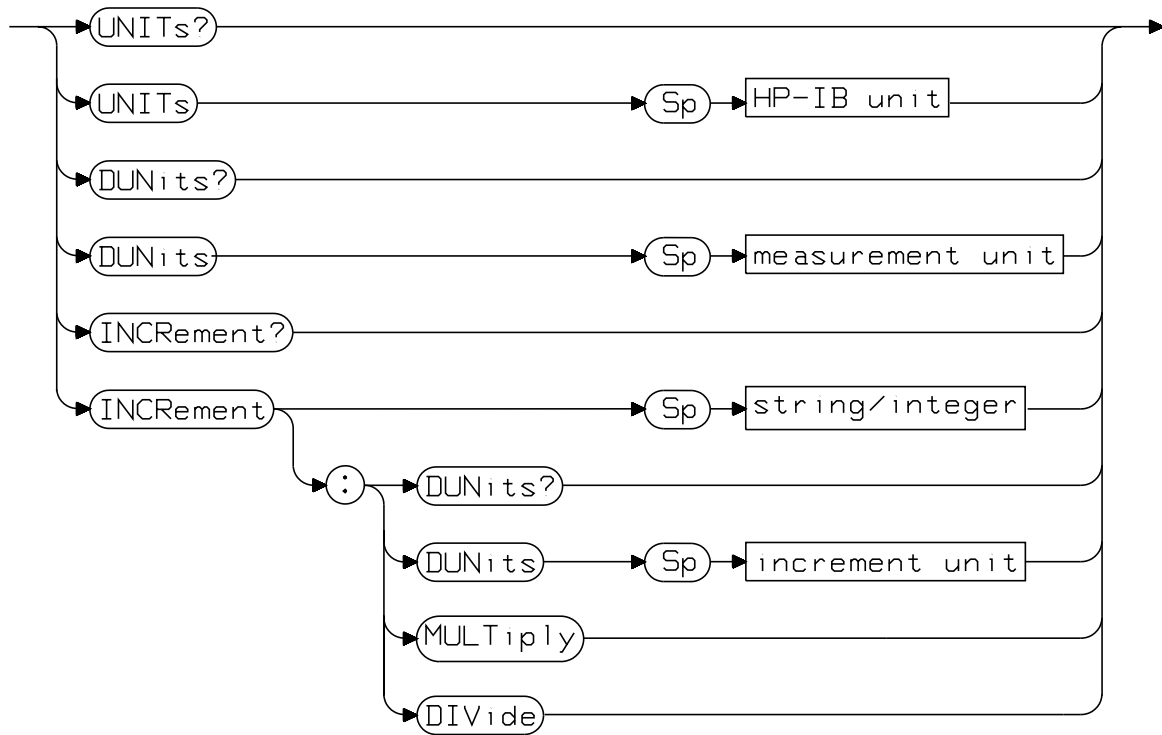 UNITs?
UNITs Sp HP-IB unit
DUNits?
DUNits Sp measurement unit
INCRement?
INCRement Sp string/integer
: DUNits?
DUNits Sp increment unit
MULTiply
DIVide